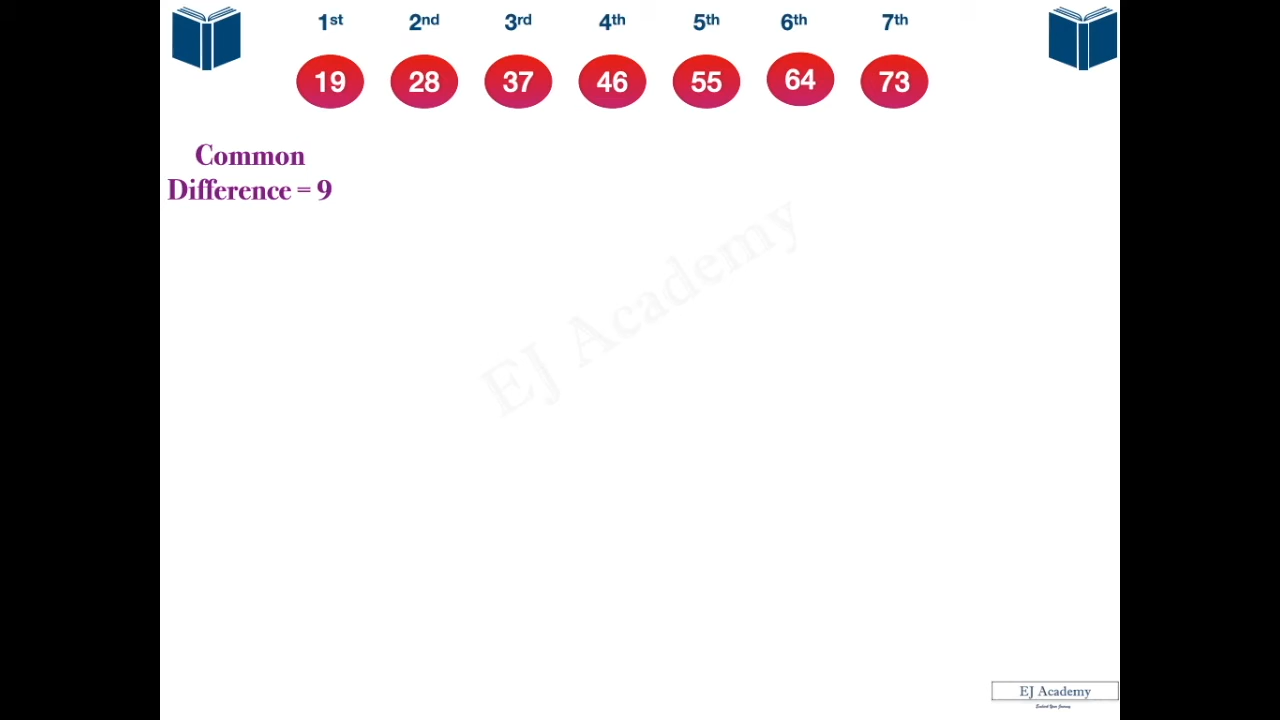 1st 2nd 3rd 4th 5th 6th 7th
19 28 37 46 55 64 73
Common
Difference = 9
EJ Academy
EJ Academy